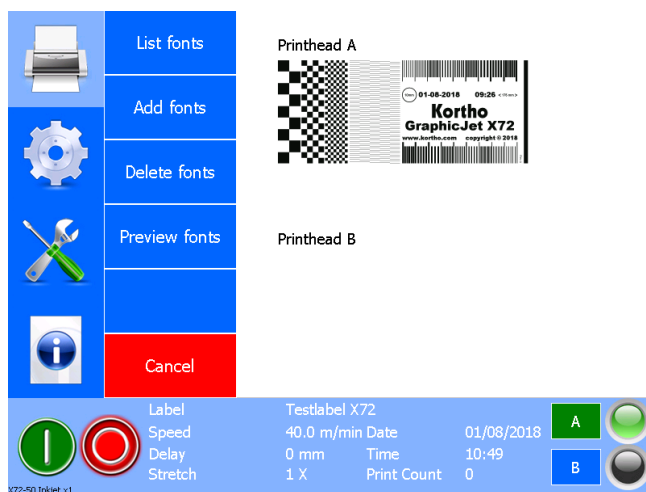 List fonts
Add fonts
Delete fonts
Preview fonts
Cancel
Printhead A
01-08-2018 09:26
Kortho
GraphicJet X72
www.kortho.com copyright © 2018
Printhead B
Label Testlabel X72
Speed 40.0 m/min Date 01/08/2018
Delay 0 mm Time 10:49
Stretch 1 X Print Count 0
A
B
X72-50 Inkjet x1